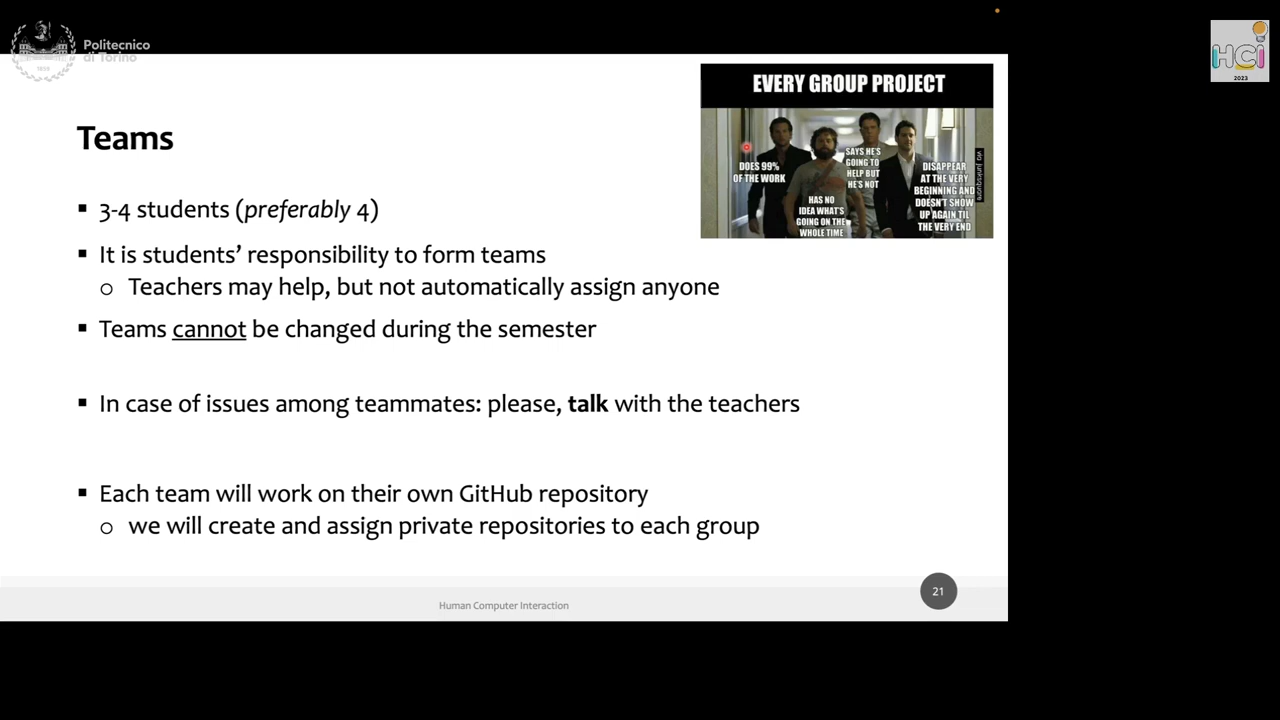 Politecnico
di Torino
1859
HCI
2023
EVERY GROUP PROJECT
DOES 99%
OF THE WORK
HAS NO
IDEA WHAT'S
GOING ON THE
WHOLE TIME
SAYS HE'S
GOING TO
HELP BUT
HE'S NOT
DISAPPEAR
AT THE VERY
BEGINNING AND
DOESN'T SHOW
UP AGAIN TIL
THE VERY END
Teams
▪ 3-4 students (preferably 4)
▪ It is students’ responsibility to form teams
o Teachers may help, but not automatically assign anyone
▪ Teams cannot be changed during the semester
▪ In case of issues among teammates: please, talk with the teachers
▪ Each team will work on their own GitHub repository
o we will create and assign private repositories to each group
Human Computer Interaction
21